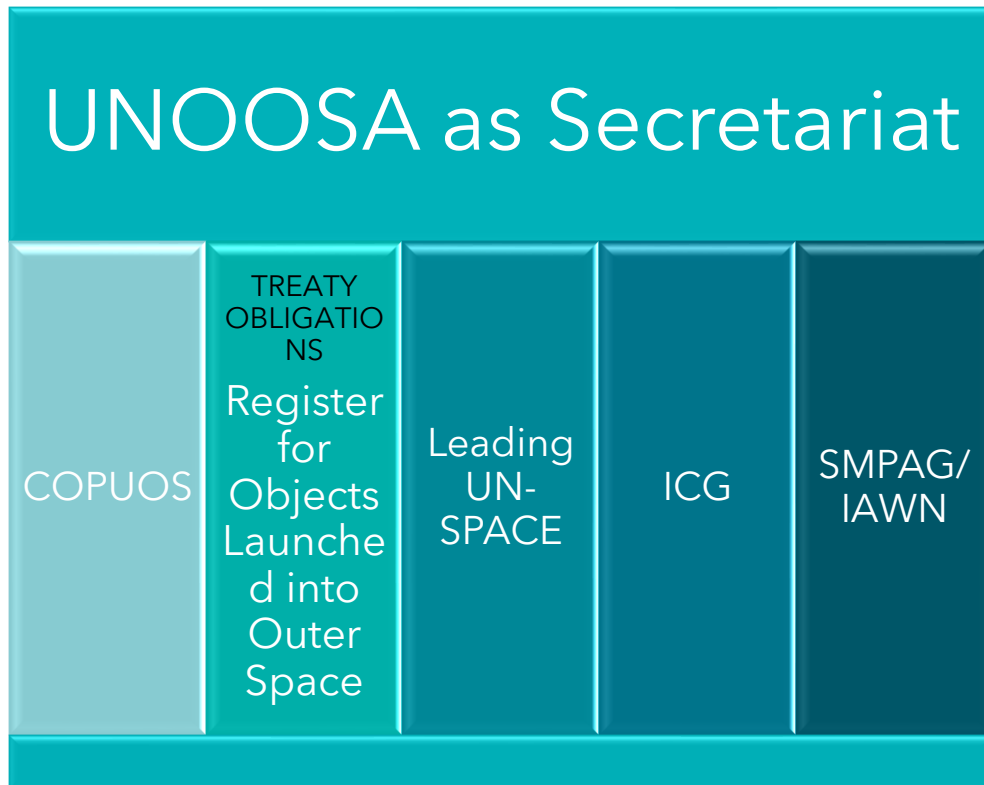 UNOOSA as Secretariat
COPUOS
TREATY
OBLIGATIO
NS
Register
for
Objects
Launche
d into
Outer
Space
Leading
UN-
SPACE
ICG
SMPAG/
IAWN